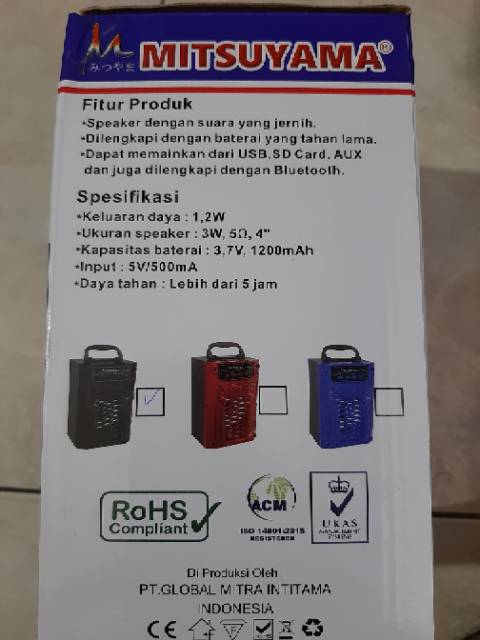 みつやま
MITSUYAMA®
Fitur Produk
•Speaker dengan suara yang jernih.
•Dilengkapi dengan baterai yang tahan lama.
•Dapat memainkan dari USB,SD Card, AUX
dan juga dilengkapi dengan Bluetooth.
Spesifikasi
•Keluaran daya : 1,2W
•Ukuran speaker : 3W, 5Ω, 4"
•Kapasitas baterai : 3,7V, 1200mAh
•Input : 5V/500mA
•Daya tahan : Lebih dari 5 jam
RoHS
Compliant
ACM
ISO 14001:2015
REGISTERED
UKAS
Di Produksi Oleh
PT.GLOBAL MITRA INTITAMA
INDONESIA
CE